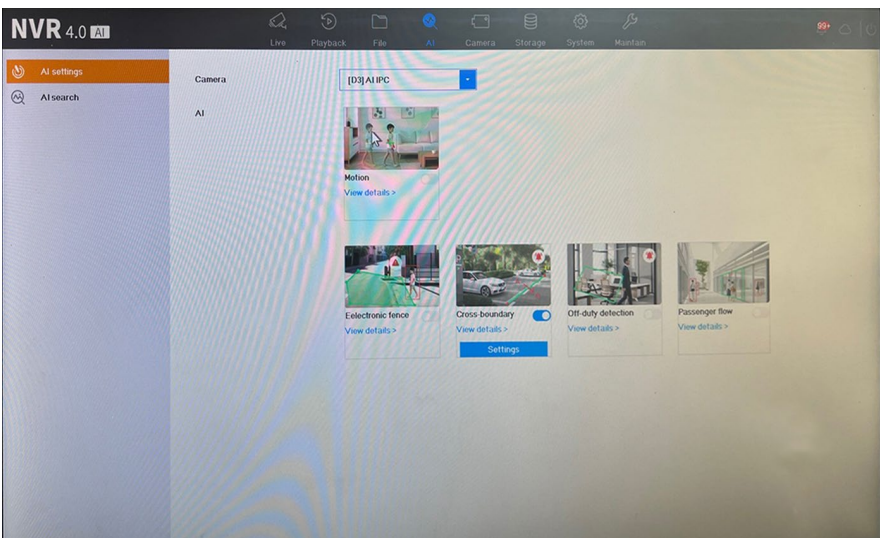 NVR 4.0 AI
Live Playback File AI Camera Storage System Maintain
99+
AI settings
AI search
Camera
[D3] AI IPC
AI
Motion
View details >
Eelectronic fence
View details >
Cross-boundary
View details >
Settings
Off-duty detection
View details >
Passenger flow
View details >